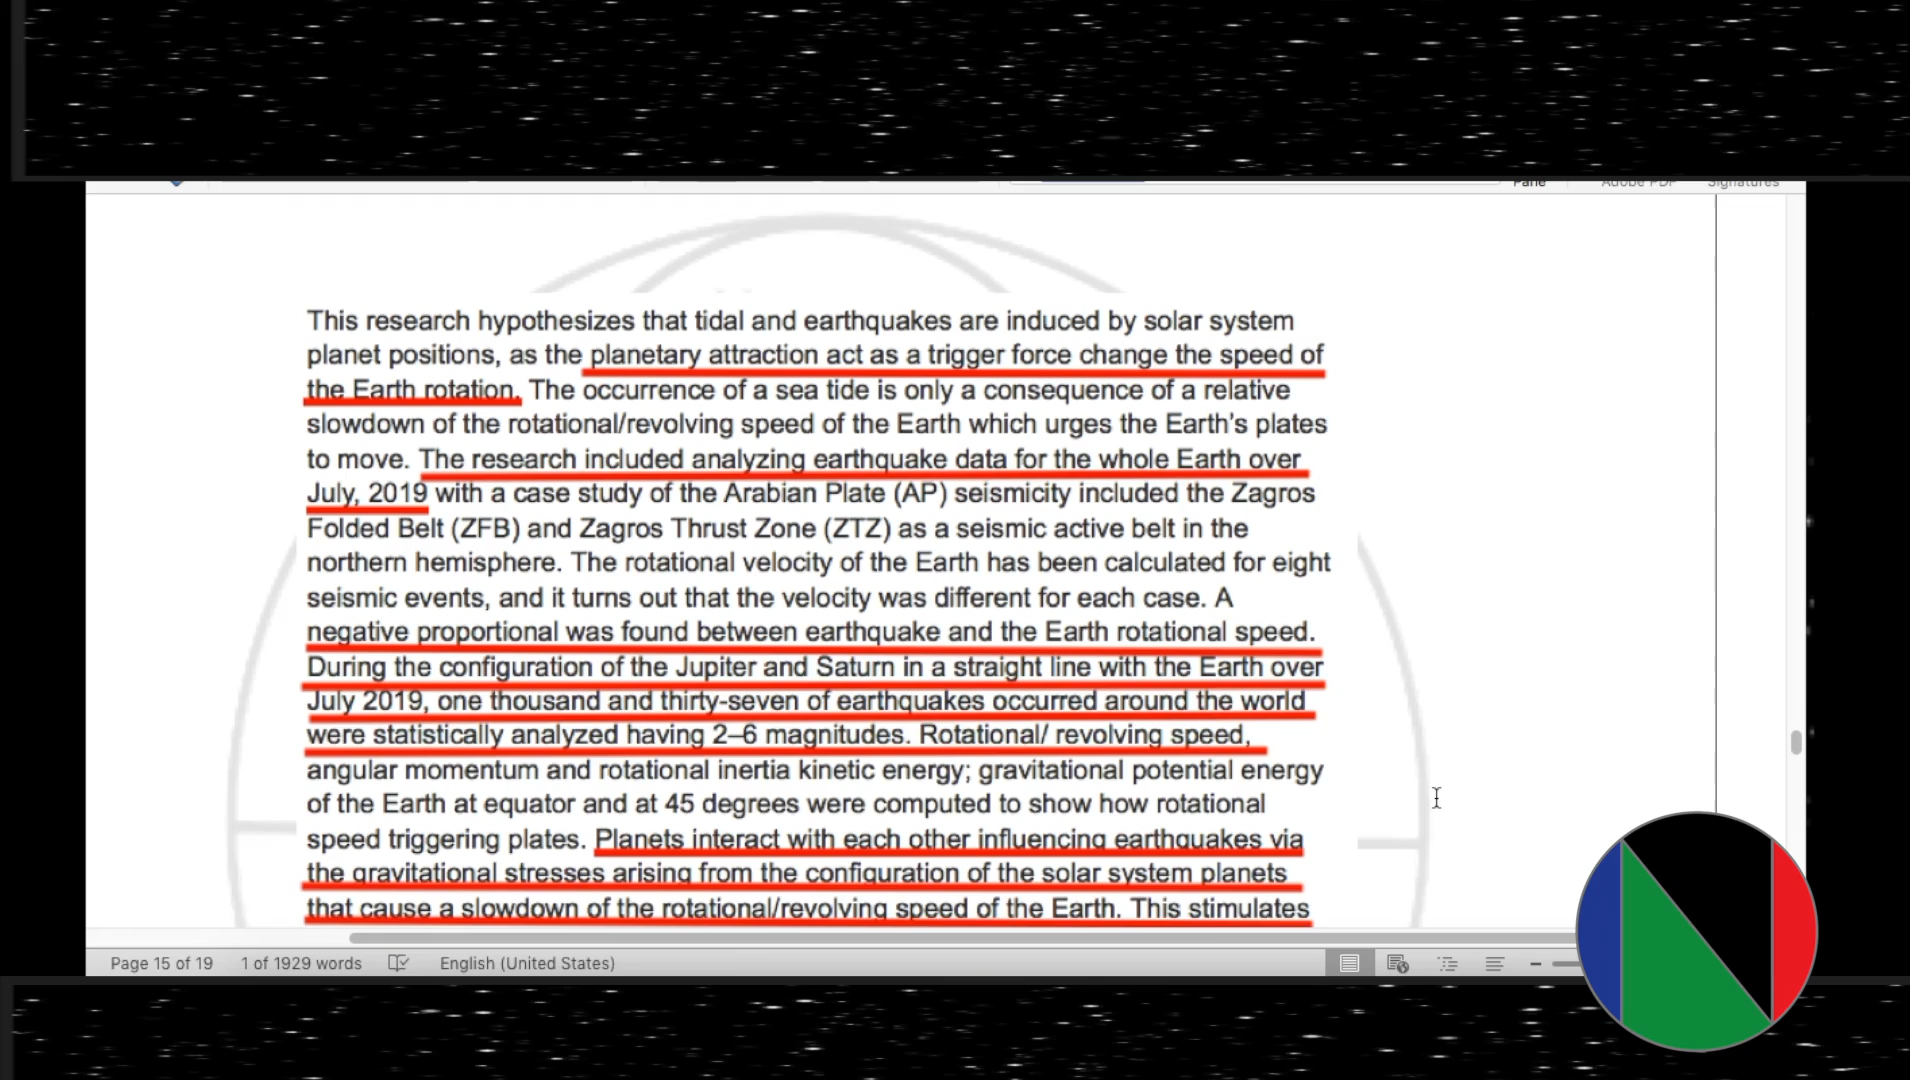 Pane Adobe PDF Signatures
This research hypothesizes that tidal and earthquakes are induced by solar system
planet positions, as the planetary attraction act as a trigger force change the speed of
the Earth rotation. The occurrence of a sea tide is only a consequence of a relative
slowdown of the rotational/revolving speed of the Earth which urges the Earth's plates
to move. The research included analyzing earthquake data for the whole Earth over
July, 2019 with a case study of the Arabian Plate (AP) seismicity included the Zagros
Folded Belt (ZFB) and Zagros Thrust Zone (ZTZ) as a seismic active belt in the
northern hemisphere. The rotational velocity of the Earth has been calculated for eight
seismic events, and it turns out that the velocity was different for each case. A
negative proportional was found between earthquake and the Earth rotational speed.
During the configuration of the Jupiter and Saturn in a straight line with the Earth over
July 2019, one thousand and thirty-seven of earthquakes occurred around the world
were statistically analyzed having 2–6 magnitudes. Rotational/ revolving speed,
angular momentum and rotational inertia kinetic energy; gravitational potential energy
of the Earth at equator and at 45 degrees were computed to show how rotational
speed triggering plates. Planets interact with each other influencing earthquakes via
the gravitational stresses arising from the configuration of the solar system planets
that cause a slowdown of the rotational/revolving speed of the Earth. This stimulates
Page 15 of 19 1 of 1929 words English (United States)